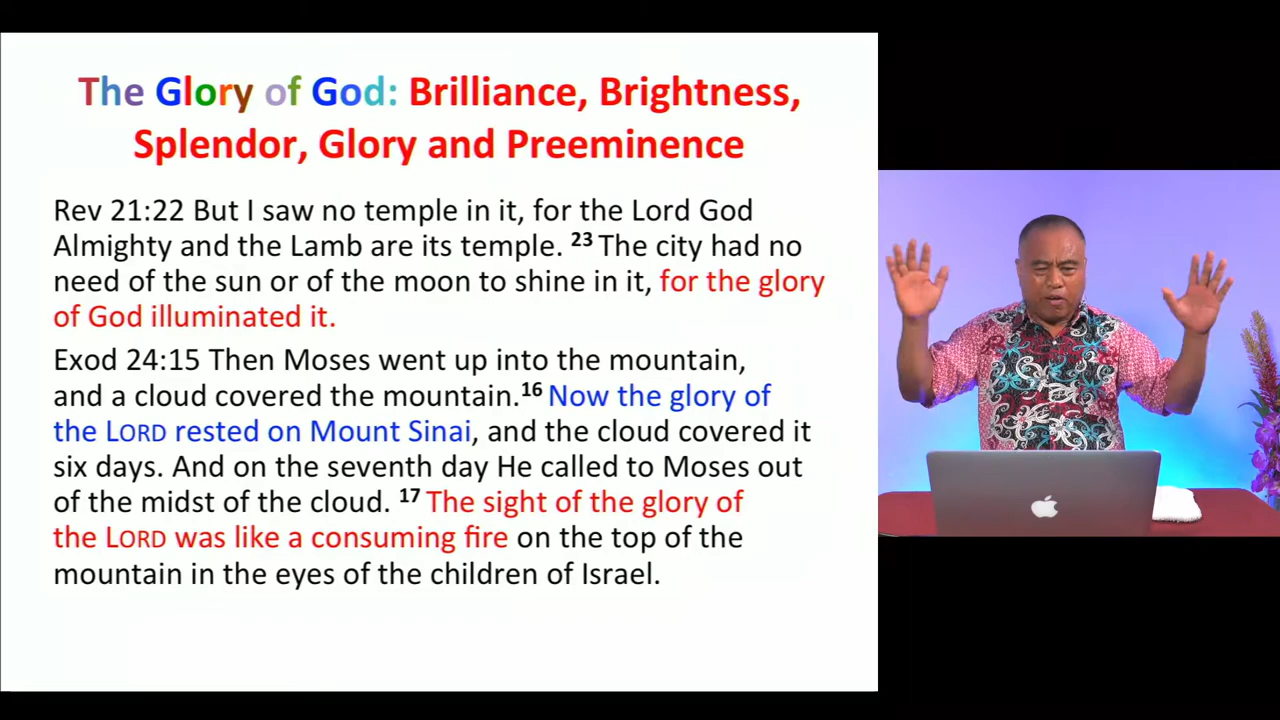 The Glory of God: Brilliance, Brightness,
Splendor, Glory and Preeminence
Rev 21:22 But I saw no temple in it, for the Lord God
Almighty and the Lamb are its temple. 23 The city had no
need of the sun or of the moon to shine in it, for the glory
of God illuminated it.
Exod 24:15 Then Moses went up into the mountain,
and a cloud covered the mountain.16 Now the glory of
the LORD rested on Mount Sinai, and the cloud covered it
six days. And on the seventh day He called to Moses out
of the midst of the cloud. 17 The sight of the glory of
the LORD was like a consuming fire on the top of the
mountain in the eyes of the children of Israel.